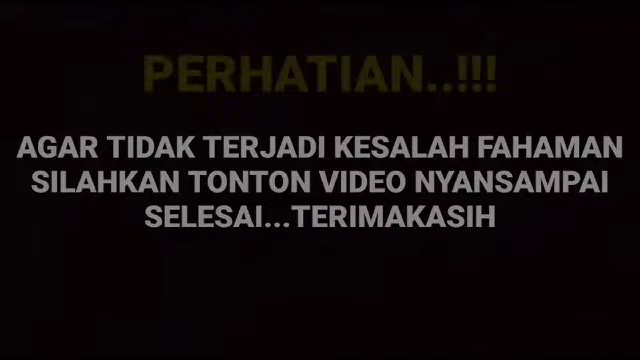 PERHATIAN..!!!
AGAR TIDAK TERJADI KESALAH FAHAMAN
SILAHKAN TONTON VIDEO NYANSAMPAI
SELESAI...TERIMAKASIH